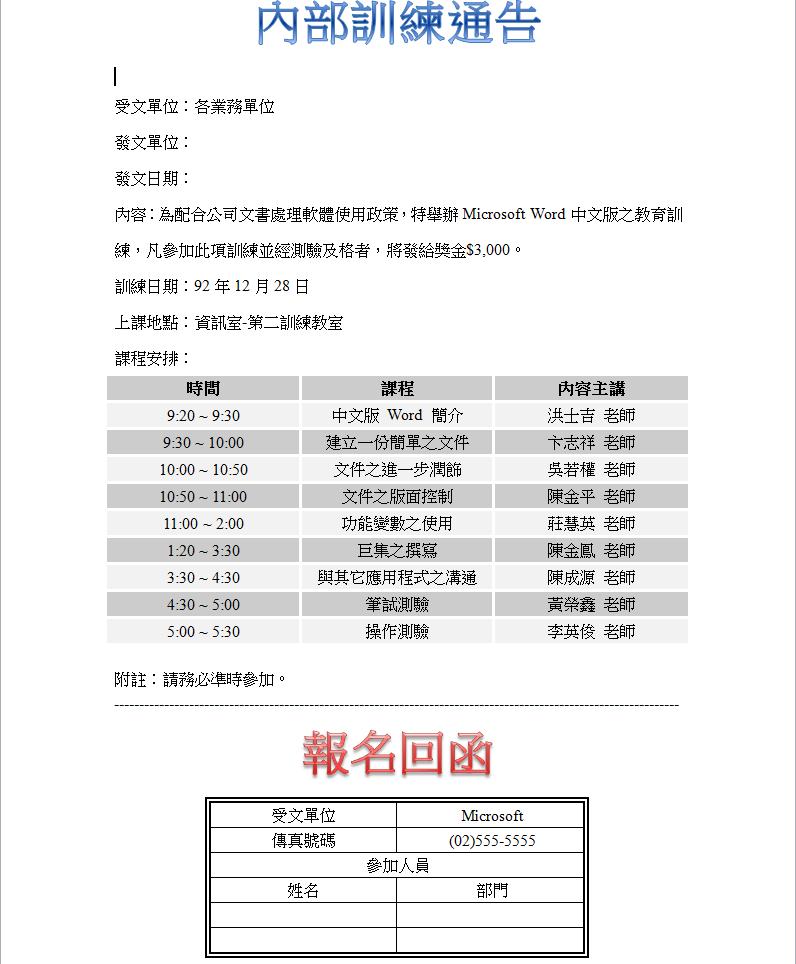 內部訓練通告
受文單位：各業務單位
發文單位：
發文日期：
內容：為配合公司文書處理軟體使用政策，特舉辦 Microsoft Word 中文版之教育訓
練，凡參加此項訓練並經測驗及格者，將發給獎金$3,000。
訓練日期：92 年 12 月 28 日
上課地點：資訊室-第二訓練教室
課程安排：
時間 課程 內容主講
9:20 ~ 9:30 中文版 Word 簡介 洪士吉 老師
9:30 ~ 10:00 建立一份簡單之文件 卞志祥 老師
10:00 ~ 10:50 文件之進一步潤飾 吳若權 老師
10:50 ~ 11:00 文件之版面控制 陳金平 老師
11:00 ~ 2:00 功能變數之使用 莊慧英 老師
1:20 ~ 3:30 巨集之撰寫 陳金鳳 老師
3:30 ~ 4:30 與其它應用程式之溝通 陳成源 老師
4:30 ~ 5:00 筆試測驗 黃榮鑫 老師
5:00 ~ 5:30 操作測驗 李英俊 老師
附註：請務必準時參加。
報名回函
受文單位 Microsoft
傳真號碼 (02)555-5555
參加人員
姓名 部門